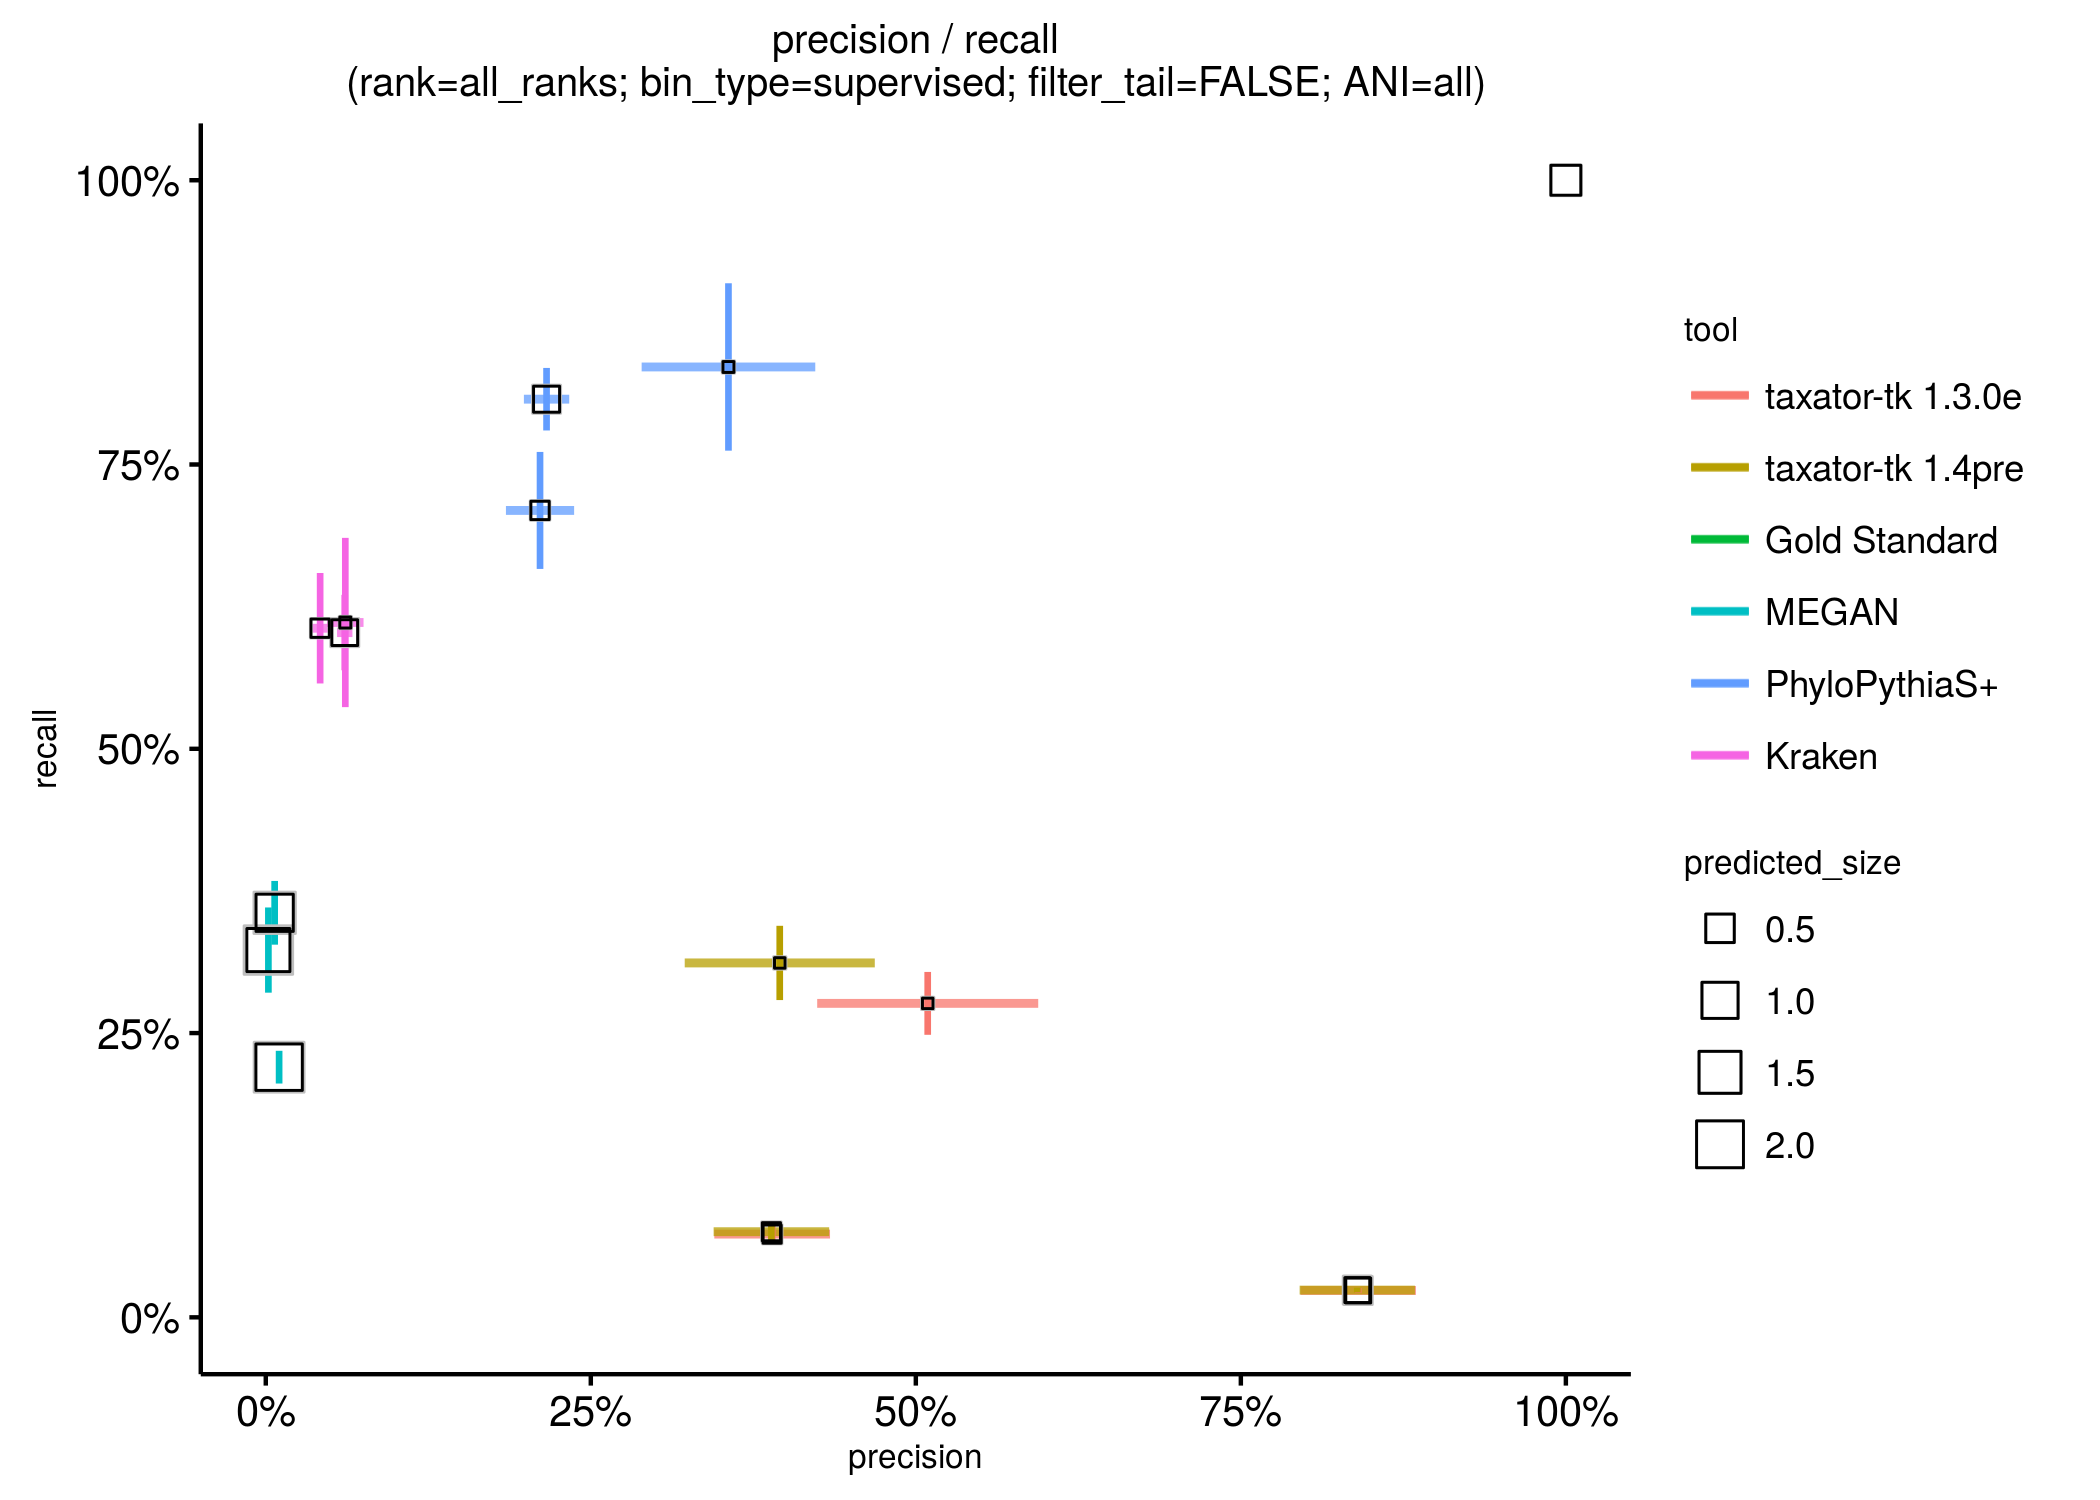 precision / recall
(rank=all_ranks; bin_type=supervised; filter_tail=FALSE; ANI=all)
100%
75%
50%
25%
0%
recall
0%
25%
50%
75%
100%
precision
tool
taxator-tk 1.3.0e
taxator-tk 1.4pre
Gold Standard
MEGAN
PhyloPythiaS+
Kraken
predicted_size
0.5
1.0
1.5
2.0